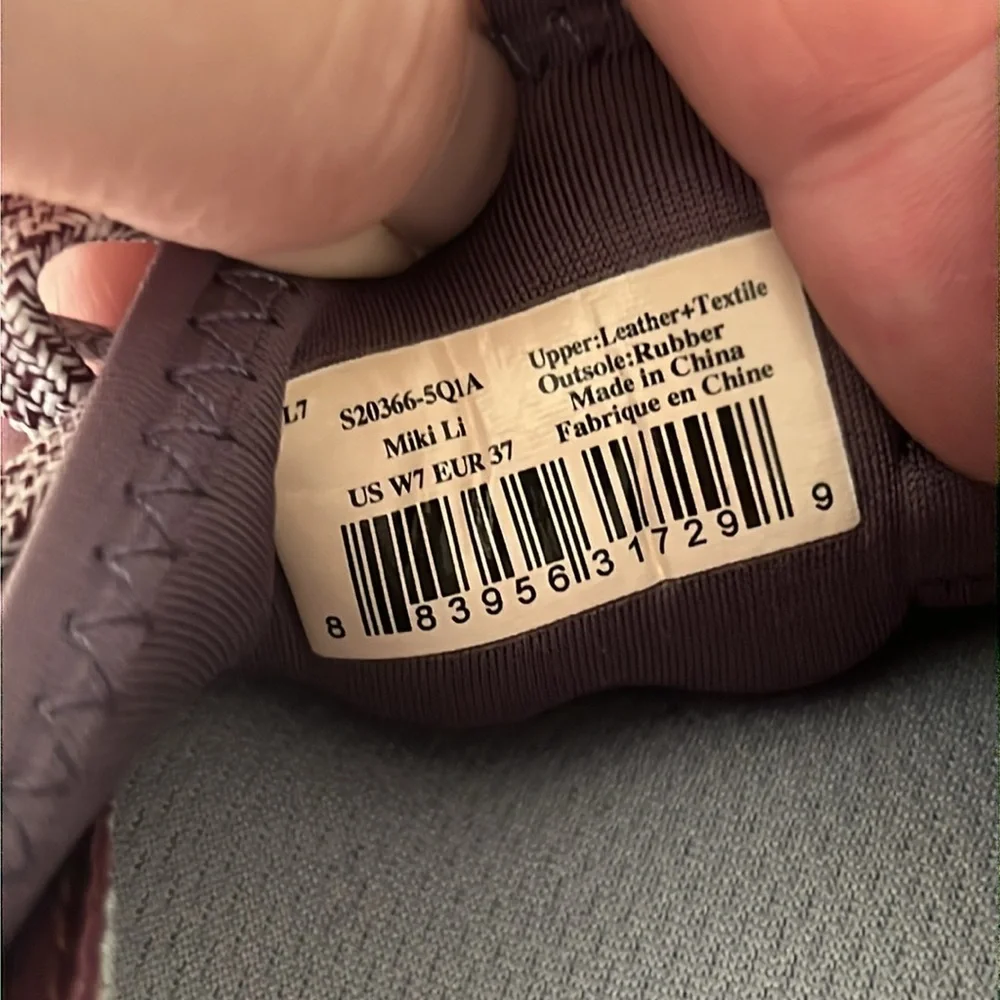 L7
S20366-5Q1A
Miki Li
US W7 EUR 37
Upper:Leather+Textile
Outsole:Rubber
Made in China
Fabrique en Chine
8 83956 31729 9